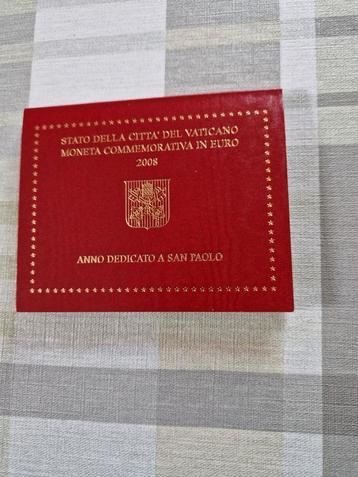 STATO DELLA CITTA' DEL VATICANO
MONETA COMMEMORATIVA IN EURO
2008
ANNO DEDICATO A SAN PAOLO